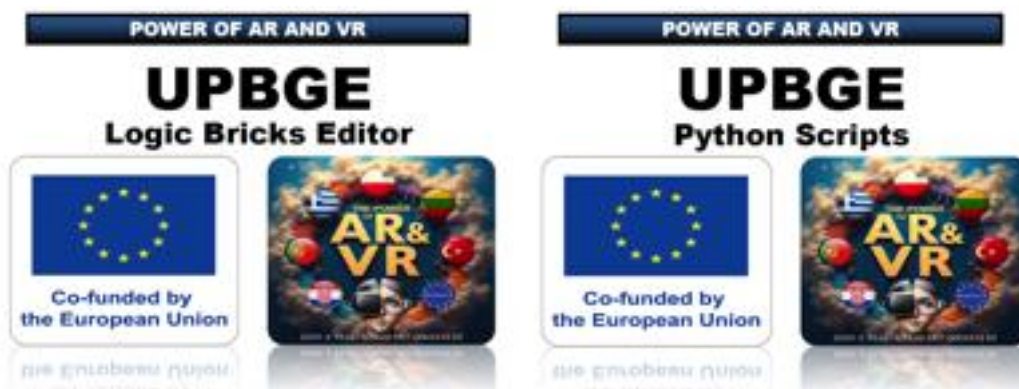 POWER OF AR AND VR
UPBGE
Logic Bricks Editor
Co-funded by
the European Union
AR&
VR
POWER OF AR AND VR
UPBGE
Python Scripts
Co-funded by
the European Union
AR&
VR